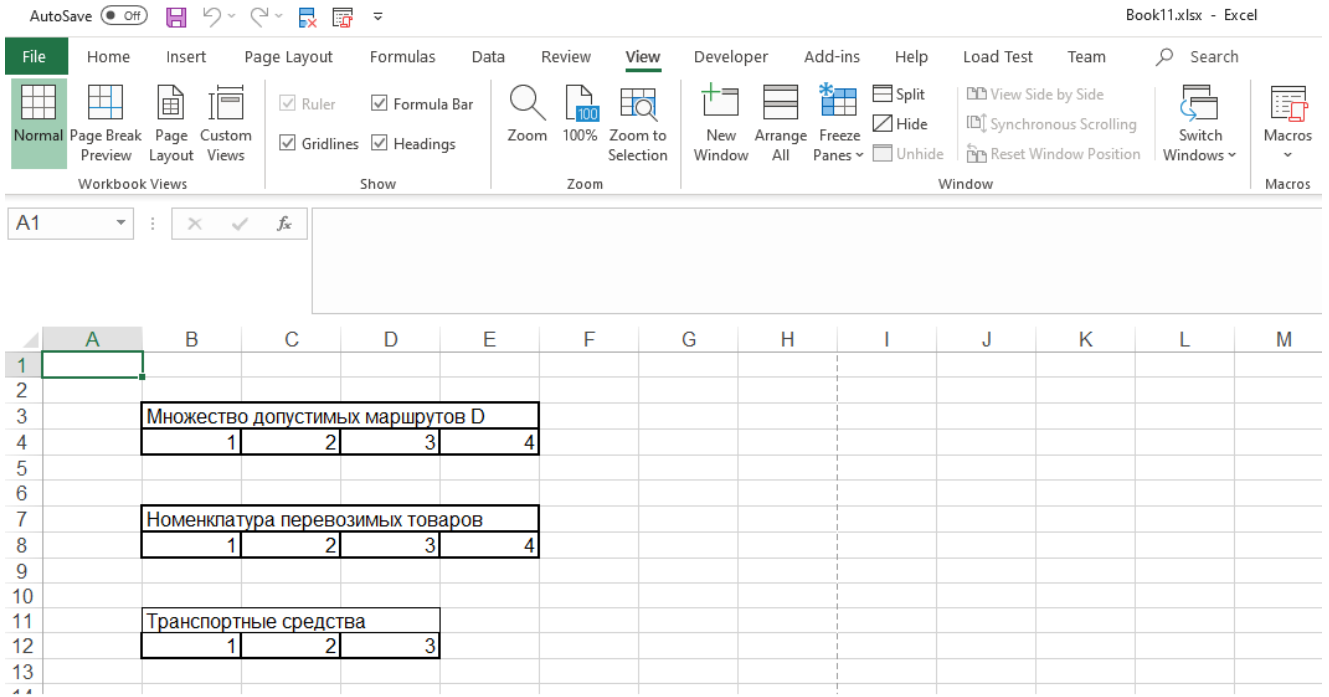 AutoSave Off Book11.xlsx - Excel
File Home Insert Page Layout Formulas Data Review View Developer Add-ins Help Load Test Team Search
Normal Page Break Preview Page Layout Custom Views
Workbook Views
Ruler Formula Bar
Gridlines Headings
Show
Zoom 100% Zoom to Selection
100
Zoom
New Window Arrange All Freeze Panes
Split
Hide
Unhide
View Side by Side
Synchronous Scrolling
Reset Window Position
Window
Switch Windows
Macros
Macros
A1 fx
A B C D E F G H I J K L M
1
2
3 Множество допустимых маршрутов D
4 1 2 3 4
5
6
7 Номенклатура перевозимых товаров
8 1 2 3 4
9
10
11 Транспортные средства
12 1 2 3
13
14